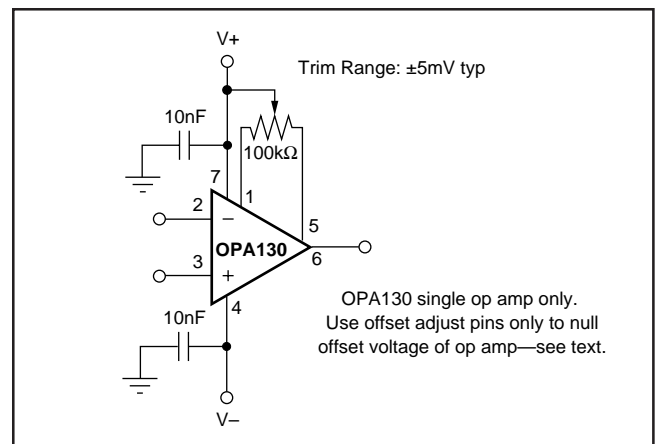 V+
Trim Range: ±5mV typ
10nF
100kΩ
7
1
2
–
5
OPA130
6
3
+
OPA130 single op amp only.
4
10nF
Use offset adjust pins only to null
offset voltage of op amp—see text.
V–